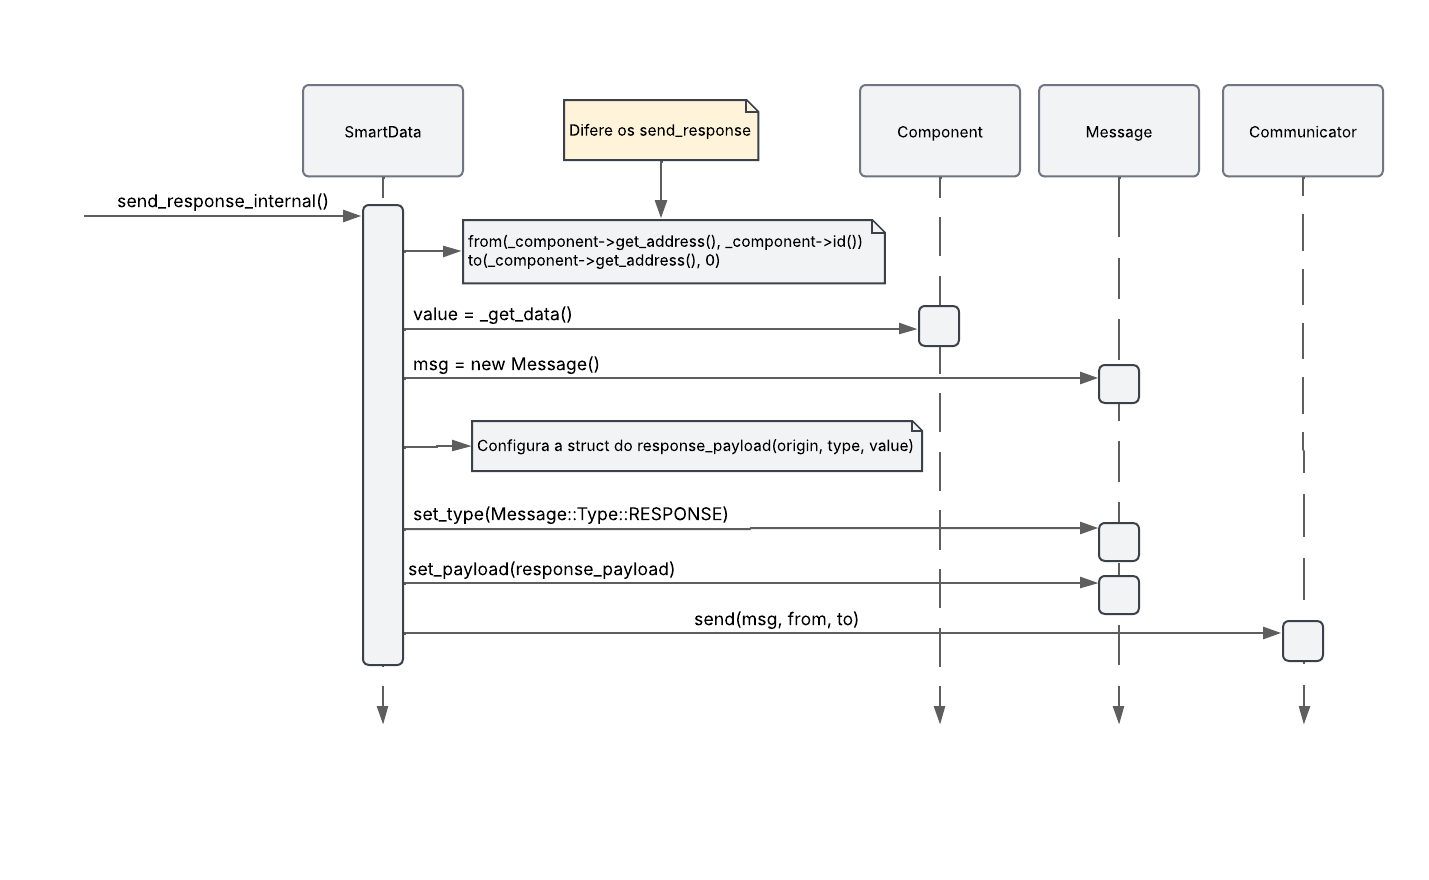 SmartData
Difere os send_response
Component
Message
Communicator
send_response_internal()
from(_component->get_address(), _component->id())
to(_component->get_address(), 0)
value = _get_data()
msg = new Message()
Configura a struct do response_payload(origin, type, value)
set_type(Message::Type::RESPONSE)
set_payload(response_payload)
send(msg, from, to)